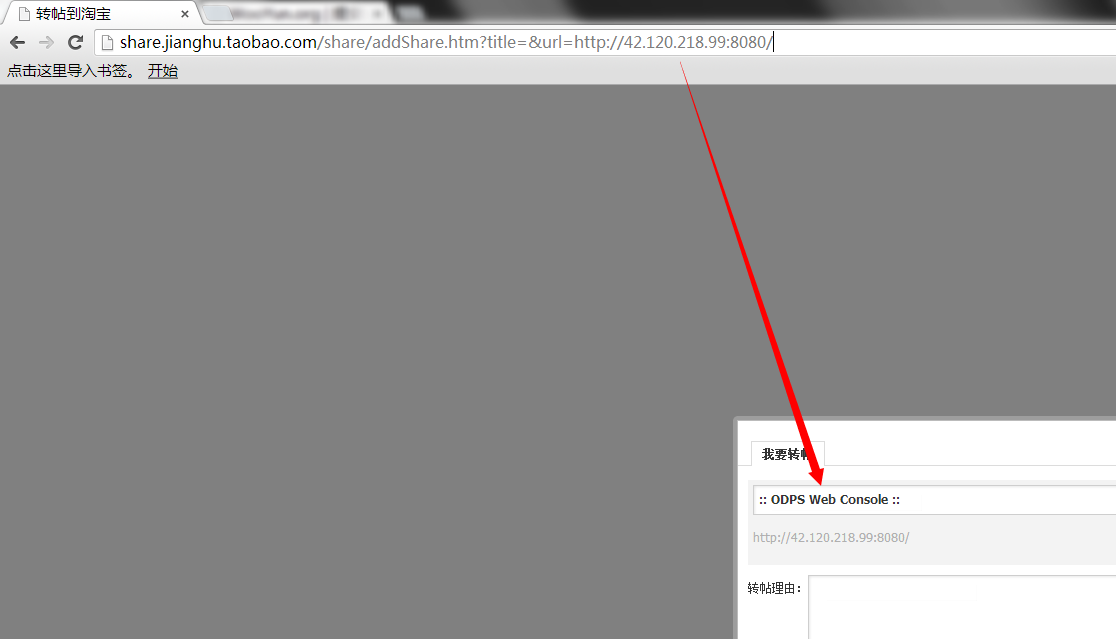 转帖到淘宝
share.jianghu.taobao.com/share/addShare.htm?title=&url=http://42.120.218.99:8080/
点击这里导入书签。 开始
我要转帖
:: ODPS Web Console ::
http://42.120.218.99:8080/
转帖理由：